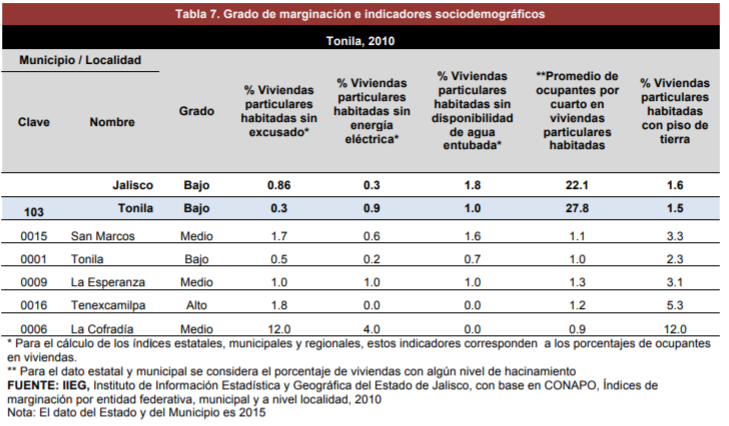 Tabla 7. Grado de marginación e indicadores sociodemográficos
Tonila, 2010
Municipio / Localidad
Clave Nombre Grado % Viviendas particulares habitadas sin excusado* % Viviendas particulares habitadas sin energía eléctrica* % Viviendas particulares habitadas sin disponibilidad de agua entubada* **Promedio de ocupantes por cuarto en viviendas particulares habitadas % Viviendas particulares habitadas con piso de tierra
Jalisco Bajo 0.86 0.3 1.8 22.1 1.6
103 Tonila Bajo 0.3 0.9 1.0 27.8 1.5
0015 San Marcos Medio 1.7 0.6 1.6 1.1 3.3
0001 Tonila Bajo 0.5 0.2 0.7 1.0 2.3
0009 La Esperanza Medio 1.0 1.0 1.0 1.3 3.1
0016 Tenexcamilpa Alto 1.8 0.0 0.0 1.2 5.3
0006 La Cofradía Medio 12.0 4.0 0.0 0.9 12.0
* Para el cálculo de los índices estatales, municipales y regionales, estos indicadores corresponden a los porcentajes de ocupantes
en viviendas.
** Para el dato estatal y municipal se considera el porcentaje de viviendas con algún nivel de hacinamiento
FUENTE: IIEG, Instituto de Información Estadística y Geográfica del Estado de Jalisco, con base en CONAPO, Índices de
marginación por entidad federativa, municipal y a nivel localidad, 2010
Nota: El dato del Estado y del Municipio es 2015